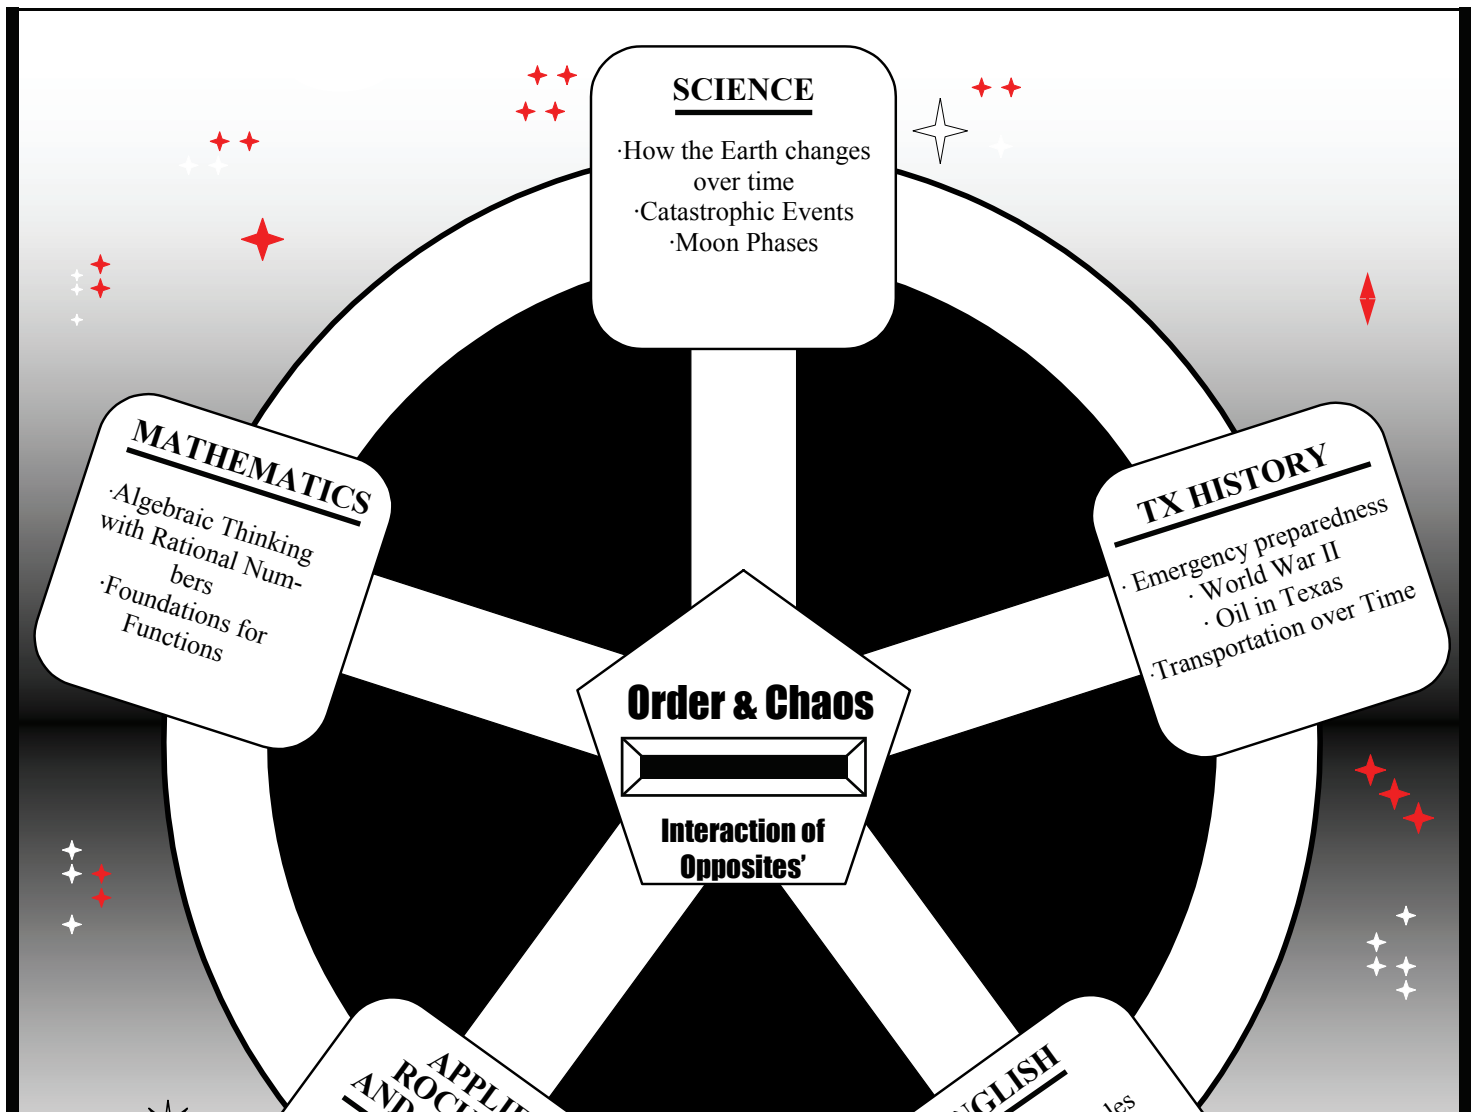 SCIENCE
·How the Earth changes
over time
·Catastrophic Events
·Moon Phases
MATHEMATICS
·Algebraic Thinking
with Rational Num-
bers
·Foundations for
Functions
TX HISTORY
· Emergency preparedness
· World War II
· Oil in Texas
·Transportation over Time
Order & Chaos
Interaction of
Opposites’
AND